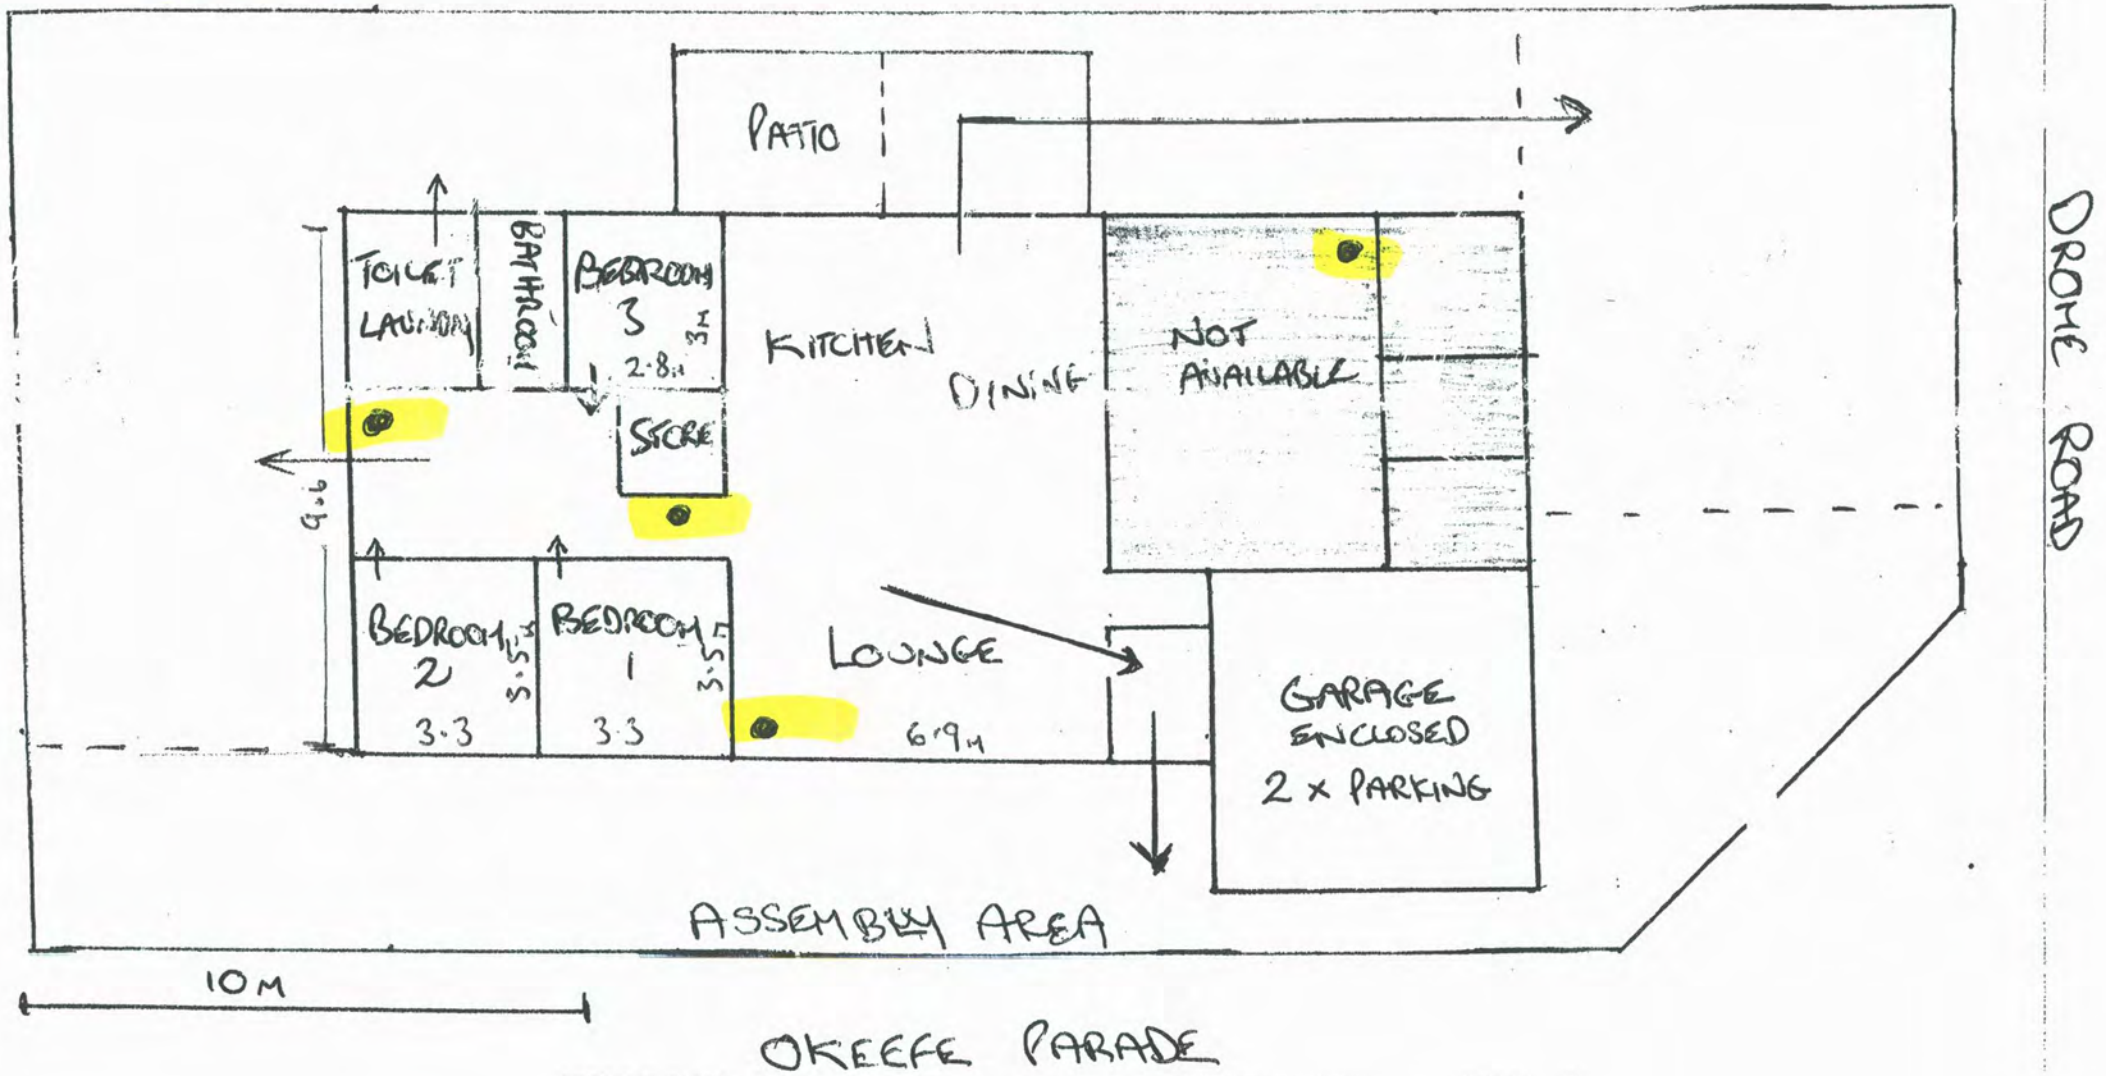 PATIO
TOILET
LAUNDRY
BATHROOM
BEDROOM
3
3M
2.8M
KITCHEN
DINING
NOT
AVAILABLE
STORE
9.6
BEDROOM
2
3.5M
3.3
BEDROOM
1
3.5M
3.3
LOUNGE
6.9M
GARAGE
ENCLOSED
2 x PARKING
DROME ROAD
ASSEMBLY AREA
10M
OKEEFE PARADE